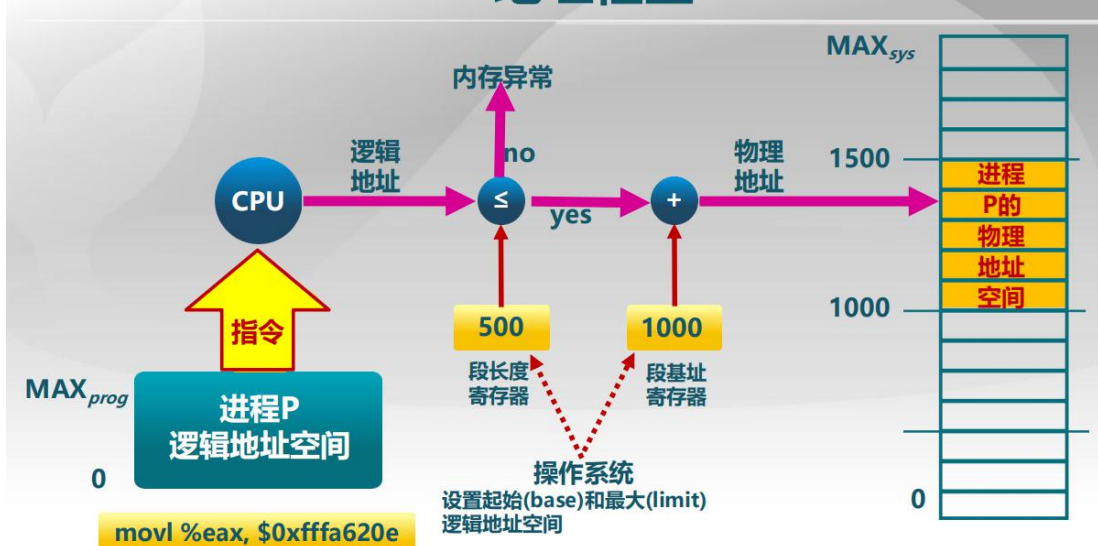 MAXsys
内存异常
no
逻辑
地址
物理
地址
1500
CPU
≤
yes
+
进程
P的
物理
地址
空间
1000
指令
500
1000
段长度
寄存器
段基址
寄存器
MAXprog
进程P
逻辑地址空间
0
操作系统
设置起始(base)和最大(limit)
逻辑地址空间
0
movl %eax, $0xfffa620e